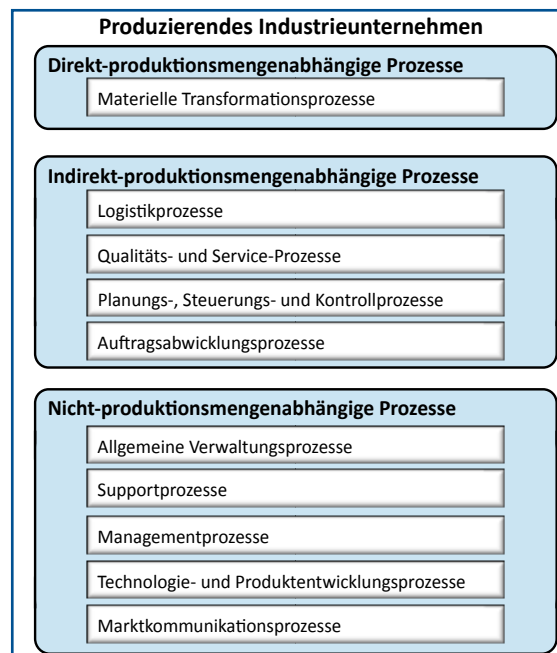 Produzierendes Industrieunternehmen
Direkt-produktionsmengenabhängige Prozesse
Materielle Transformationsprozesse
Indirekt-produktionsmengenabhängige Prozesse
Logistikprozesse
Qualitäts- und Service-Prozesse
Planungs-, Steuerungs- und Kontrollprozesse
Auftragsabwicklungsprozesse
Nicht-produktionsmengenabhängige Prozesse
Allgemeine Verwaltungsprozesse
Supportprozesse
Managementprozesse
Technologie- und Produktentwicklungsprozesse
Marktkommunikationsprozesse